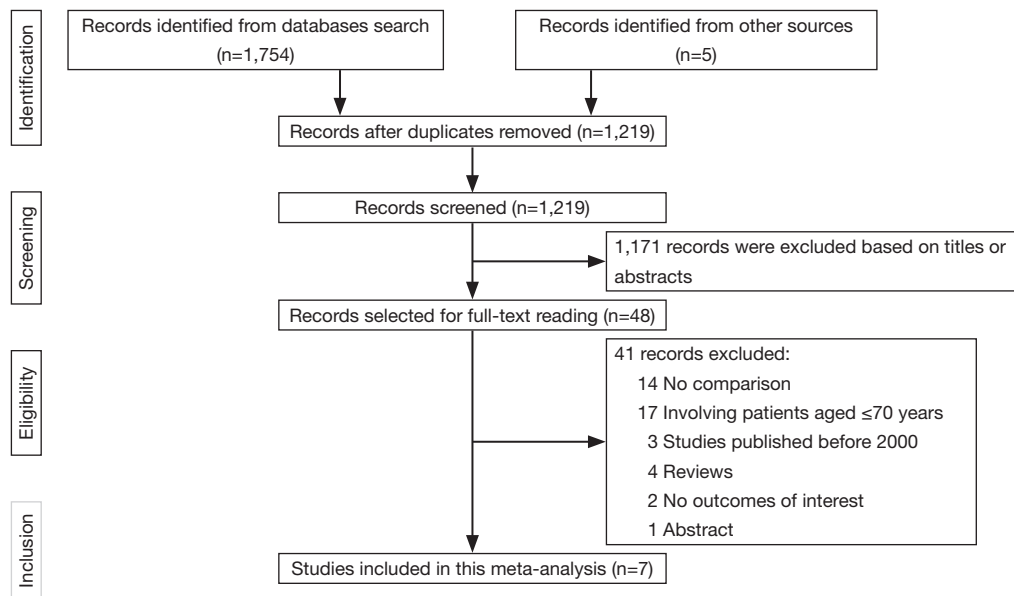 Identification
Records identified from databases search
(n=1,754)
Records identified from other sources
(n=5)
Records after duplicates removed (n=1,219)
Screening
Records screened (n=1,219)
1,171 records were excluded based on titles or
abstracts
Records selected for full-text reading (n=48)
Eligibility
41 records excluded:
14 No comparison
17 Involving patients aged ≤70 years
3 Studies published before 2000
4 Reviews
2 No outcomes of interest
1 Abstract
Inclusion
Studies included in this meta-analysis (n=7)